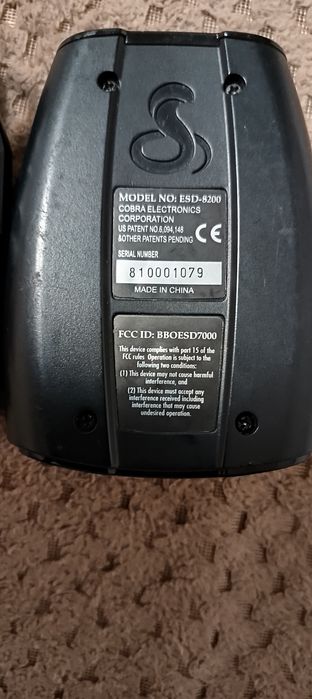 MODEL NO: ESD-8200
COBRA ELECTRONICS
CORPORATION
US PATENT NO.6,094,148
&OTHER PATENTS PENDING CE
SERIAL NUMBER
810001079
MADE IN CHINA
FCC ID: BBOESD7000
This device complies with part 15 of the
FCC rules. Operation is subject to the
following two conditions:
(1) This device may not cause harmful
interference, and
(2) This device must accept any
interference received including
interference that may cause
undesired operation.